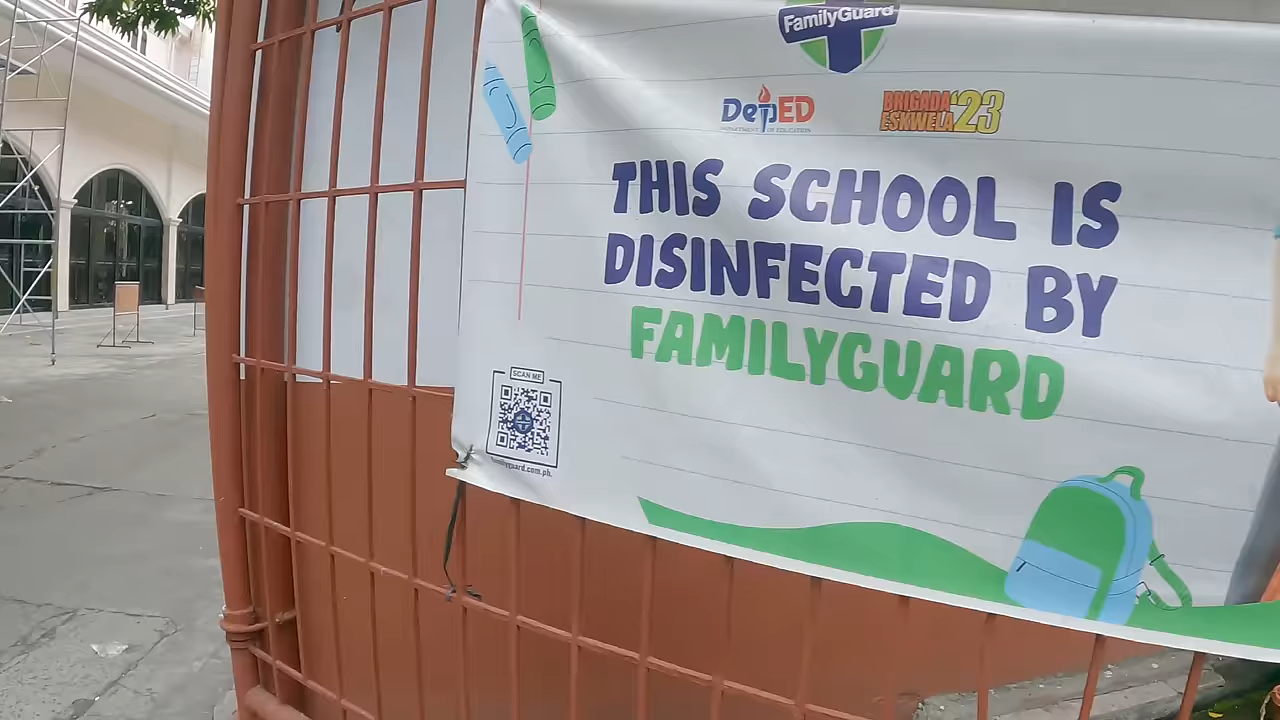 FamilyGuard
DepED
DEPARTMENT OF EDUCATION
BRIGADA
ESKWELA '23
THIS SCHOOL IS
DISINFECTED BY
FAMILYGUARD
SCAN ME
familyguard.com.ph